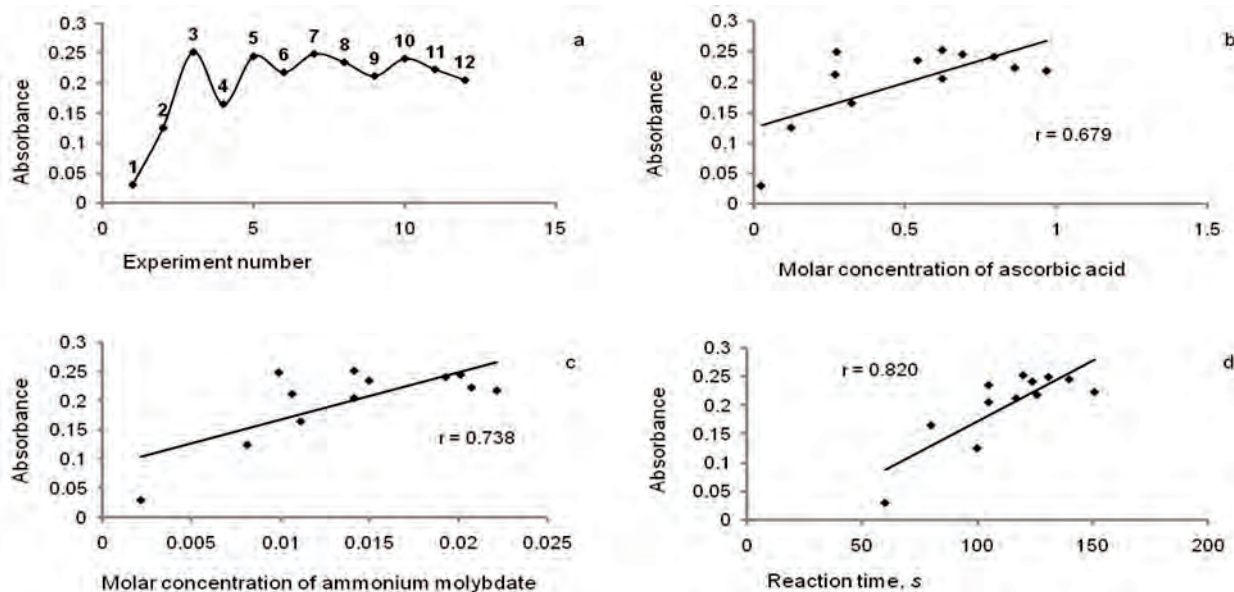 0.3
0.25
0.2
0.15
0.1
0.05
0
Absorbance
1
2
3
4
5
6
7
8
9
10
11
12
a
0 5 10 15
Experiment number
0.3
0.25
0.2
0.15
0.1
0.05
0
Absorbance
b
r = 0.679
0 0.5 1 1.5
Molar concentration of ascorbic acid
0.3
0.25
0.2
0.15
0.1
0.05
0
Absorbance
c
r = 0.738
0 0.005 0.01 0.015 0.02 0.025
Molar concentration of ammonium molybdate
0.3
0.25
0.2
0.15
0.1
0.05
0
Absorbance
r = 0.820
d
0 50 100 150 200
Reaction time, s